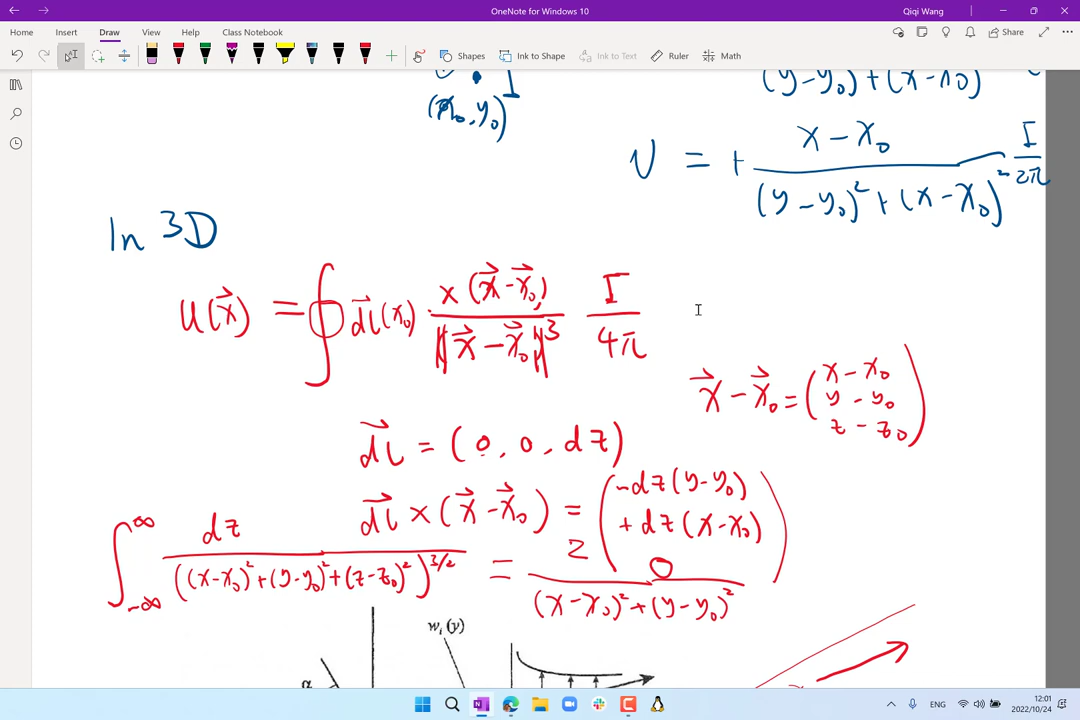 OneNote for Windows 10
Qiqi Wang
Home Insert Draw View Help Class Notebook
Share
Shapes Ink to Shape Ink to Text Ruler Math
(x₀, y₀) I
(y-y₀) + (x-x₀)
v = + (x-x₀) / ((y-y₀)² + (x-x₀)²) I/2π
In 3D
u(x⃗) = ∮ d⃗l(x₀) × (x⃗-x⃗₀) / ‖x⃗-x⃗₀‖³ I/4π
x⃗ - x⃗₀ = (x-x₀
y-y₀
z-z₀)
d⃗l = (0, 0, dz)
d⃗l × (x⃗-x⃗₀) = (-dz(y-y₀)
+dz(x-x₀)
0)
∫_{-∞}^{∞} dz / ((x-x₀)²+(y-y₀)²+(z-z₀)²)^{3/2} = 2 / ((x-x₀)²+(y-y₀)²)
wᵢ(y)
α
ENG
12:01
2022/10/24